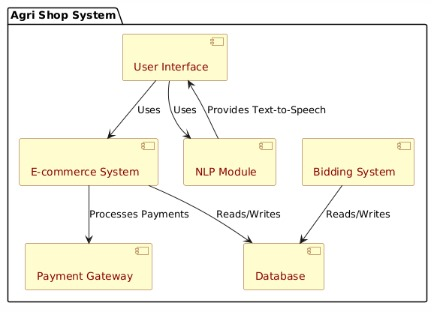 Agri Shop System
User Interface
Uses
Uses
Provides Text-to-Speech
E-commerce System
NLP Module
Bidding System
Processes Payments
Reads/Writes
Reads/Writes
Payment Gateway
Database